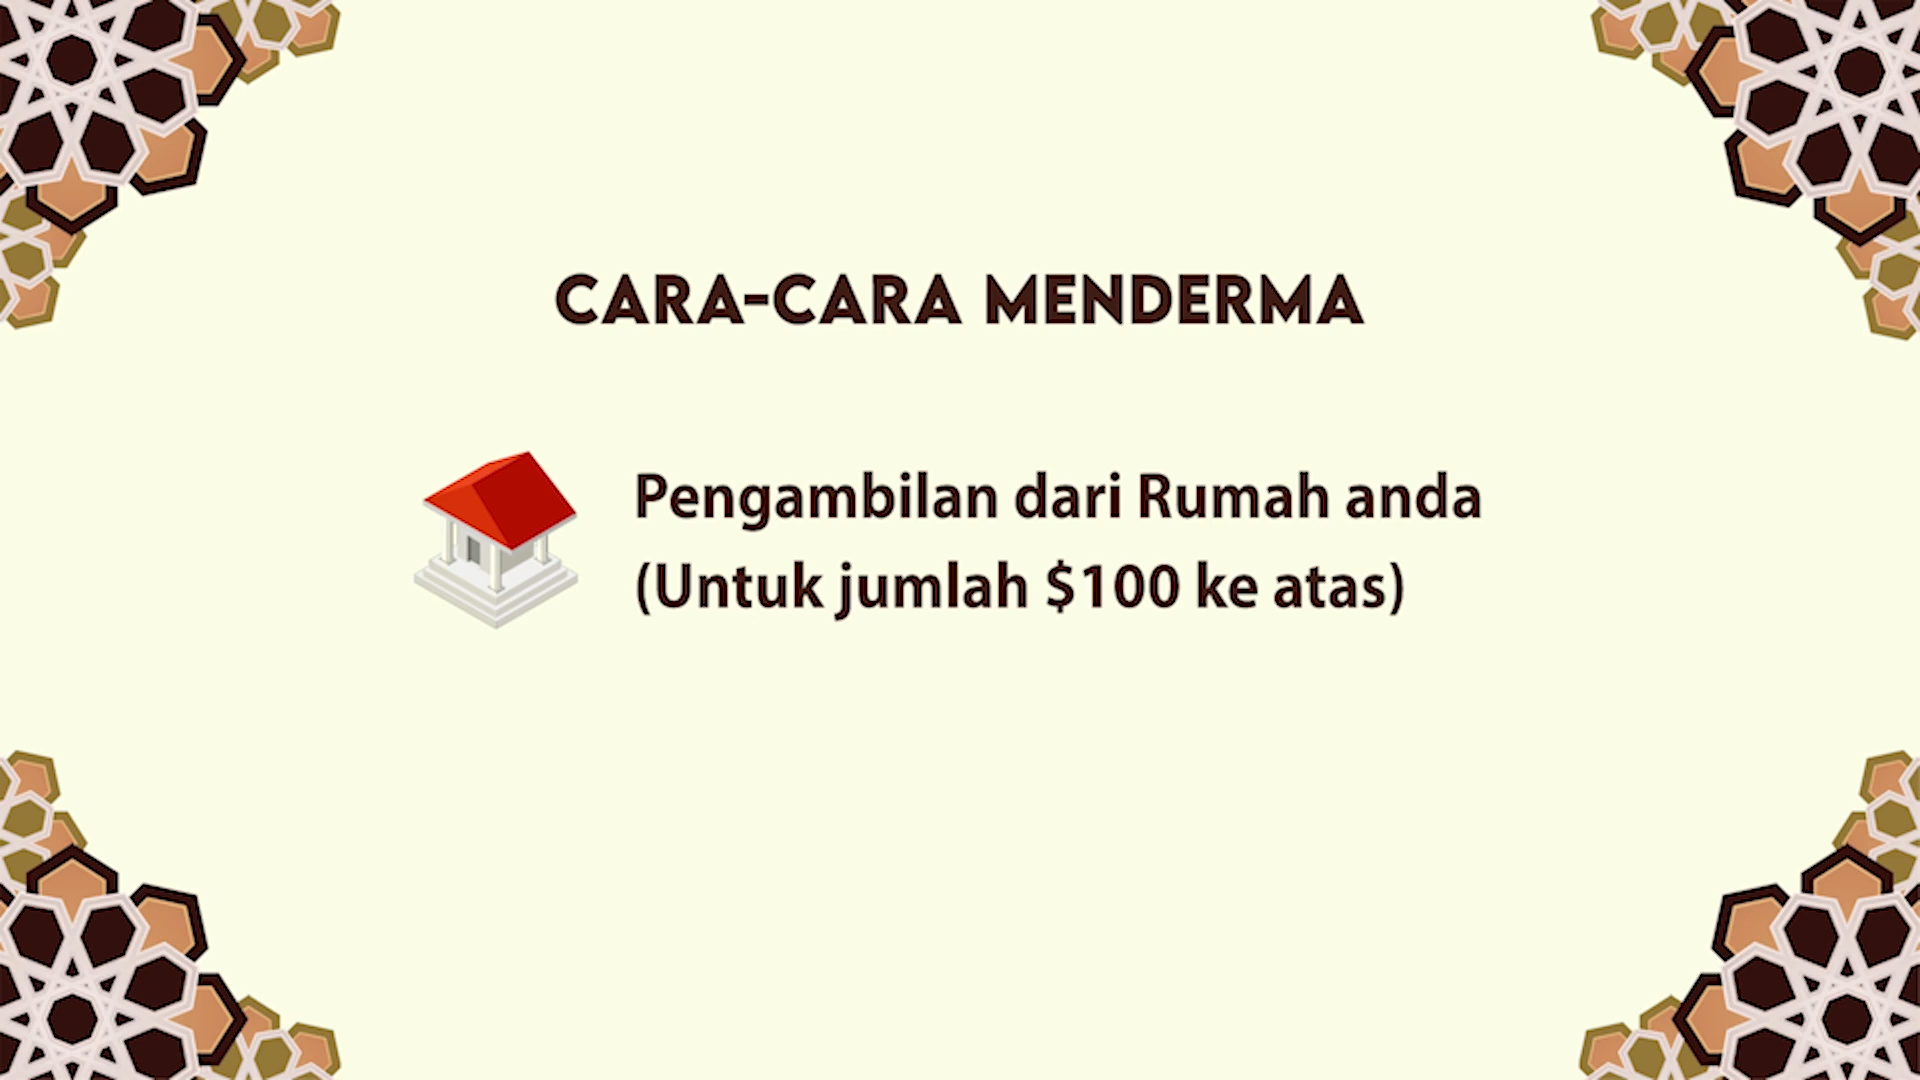 CARA-CARA MENDERMA
Pengambilan dari Rumah anda
(Untuk jumlah $100 ke atas)